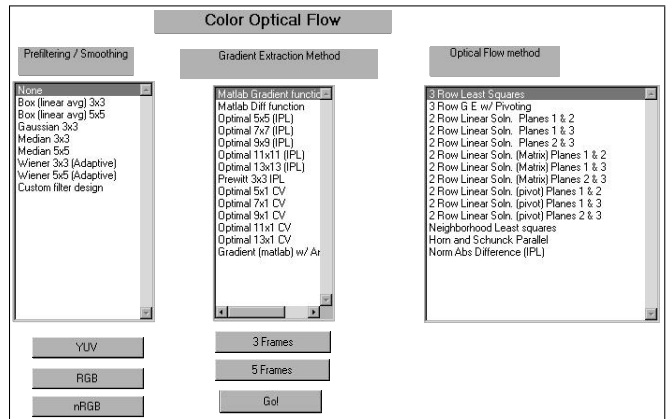 Color Optical Flow
Prefiltering / Smoothing
None
Box (linear avg) 3x3
Box (linear avg) 5x5
Gaussian 3x3
Median 3x3
Median 5x5
Wiener 3x3 (Adaptive)
Wiener 5x5 (Adaptive)
Custom filter design
YUV
RGB
nRGB
Gradient Extraction Method
Matlab Gradient functio
Matlab Diff function
Optimal 5x5 (IPL)
Optimal 7x7 (IPL)
Optimal 9x9 (IPL)
Optimal 11x11 (IPL)
Optimal 13x13 (IPL)
Prewitt 3x3 IPL
Optimal 5x1 CV
Optimal 7x1 CV
Optimal 9x1 CV
Optimal 11x1 CV
Optimal 13x1 CV
Gradient (matlab) w/ Ar
3 Frames
5 Frames
Go!
Optical Flow method
3 Row Least Squares
3 Row G E w/ Pivoting
2 Row Linear Soln. Planes 1 & 2
2 Row Linear Soln. Planes 1 & 3
2 Row Linear Soln. Planes 2 & 3
2 Row Linear Soln. (Matrix) Planes 1 & 2
2 Row Linear Soln. (Matrix) Planes 1 & 3
2 Row Linear Soln. (Matrix) Planes 2 & 3
2 Row Linear Soln. (pivot) Planes 1 & 2
2 Row Linear Soln. (pivot) Planes 1 & 3
2 Row Linear Soln. (pivot) Planes 2 & 3
Neighborhood Least squares
Horn and Schunck Parallel
Norm Abs Difference (IPL)